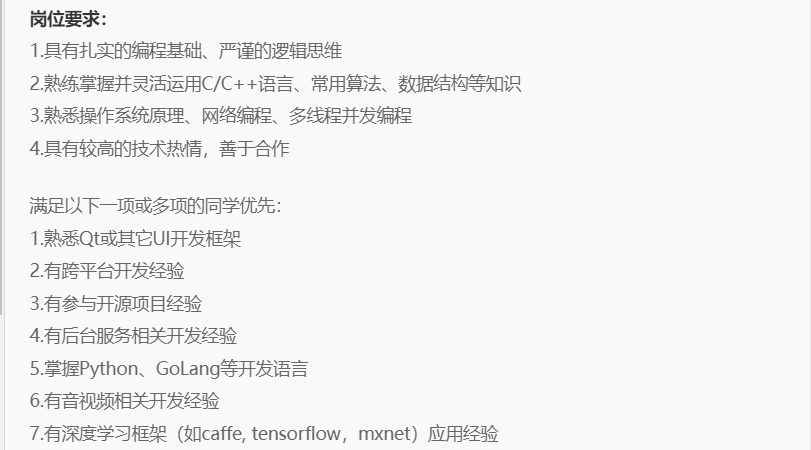 岗位要求：
1.具有扎实的编程基础、严谨的逻辑思维
2.熟练掌握并灵活运用C/C++语言、常用算法、数据结构等知识
3.熟悉操作系统原理、网络编程、多线程并发编程
4.具有较高的技术热情，善于合作
满足以下一项或多项的同学优先：
1.熟悉Qt或其它UI开发框架
2.有跨平台开发经验
3.有参与开源项目经验
4.有后台服务相关开发经验
5.掌握Python、GoLang等开发语言
6.有音视频相关开发经验
7.有深度学习框架（如caffe, tensorflow，mxnet）应用经验